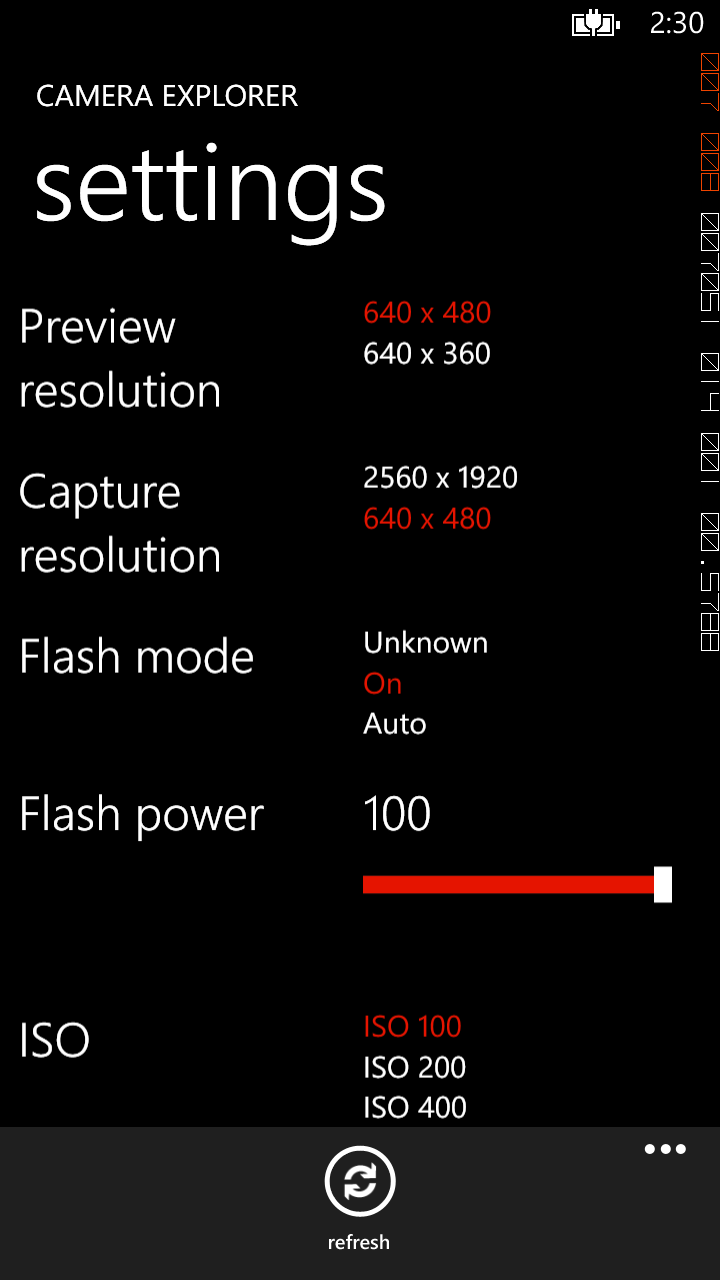 2:30
CAMERA EXPLORER
settings
Preview
resolution
640 x 480
640 x 360
Capture
resolution
2560 x 1920
640 x 480
Flash mode
Unknown
On
Auto
Flash power
100
ISO
ISO 100
ISO 200
ISO 400
refresh